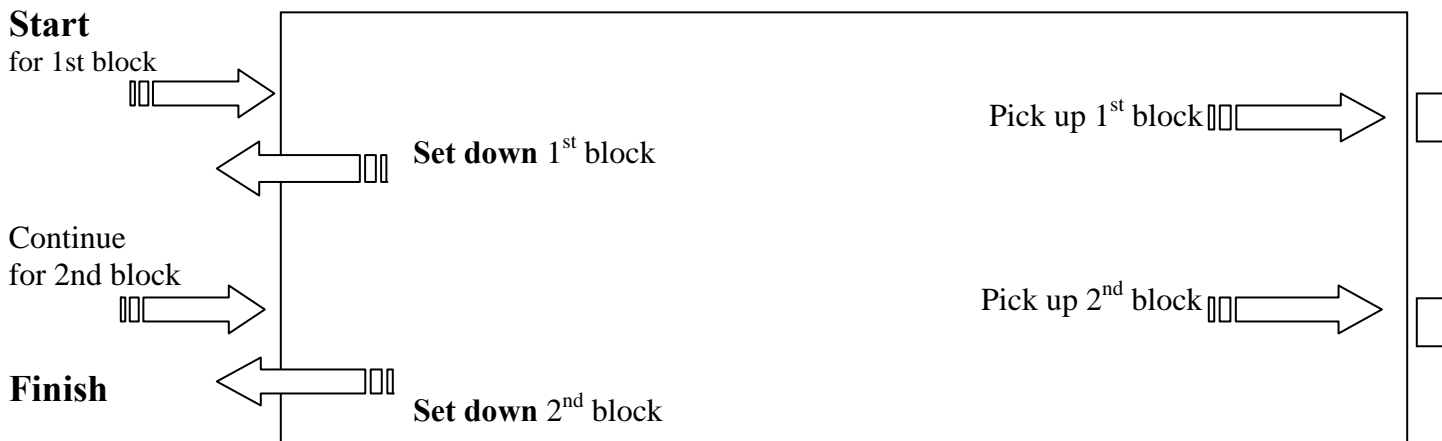 Start
for 1st block
Pick up 1st block
Set down 1st block
Continue
for 2nd block
Pick up 2nd block
Finish
Set down 2nd block